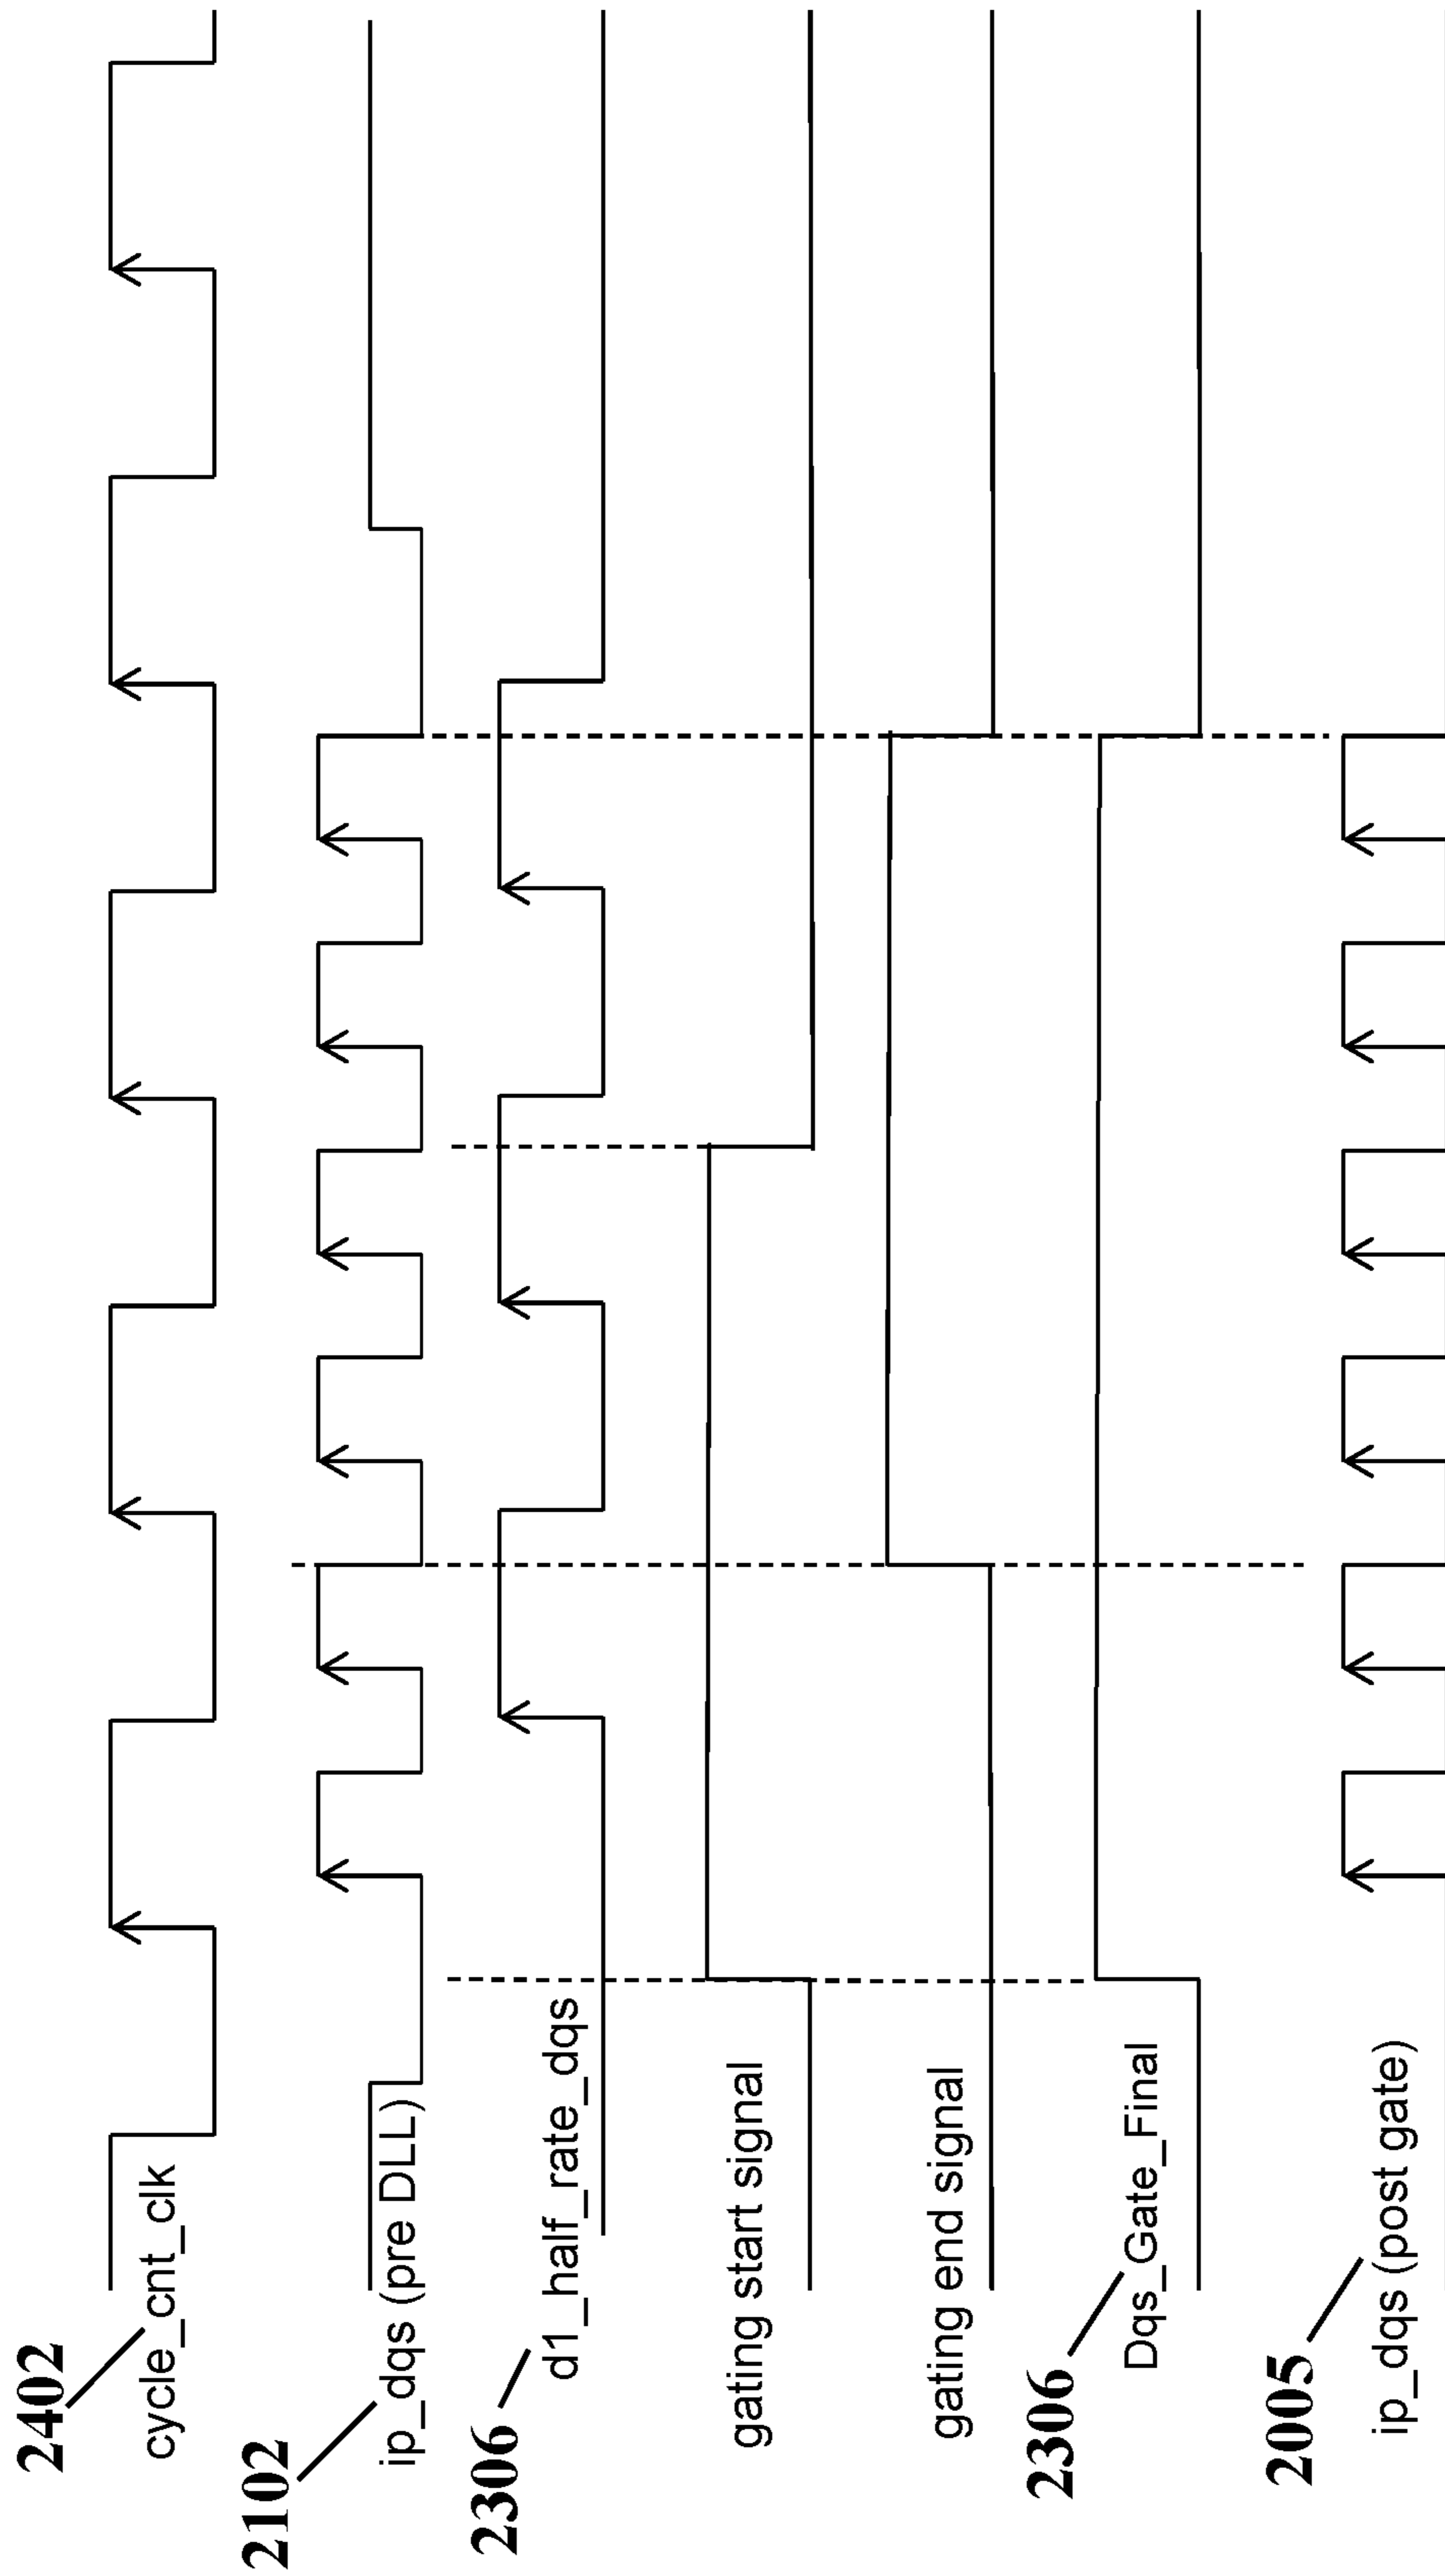 2402
cycle_cnt_clk
2102
ip_dqs (pre DLL)
2306
d1_half_rate_dqs
gating start signal
gating end signal
2306
Dqs_Gate_Final
2005
ip_dqs (post gate)